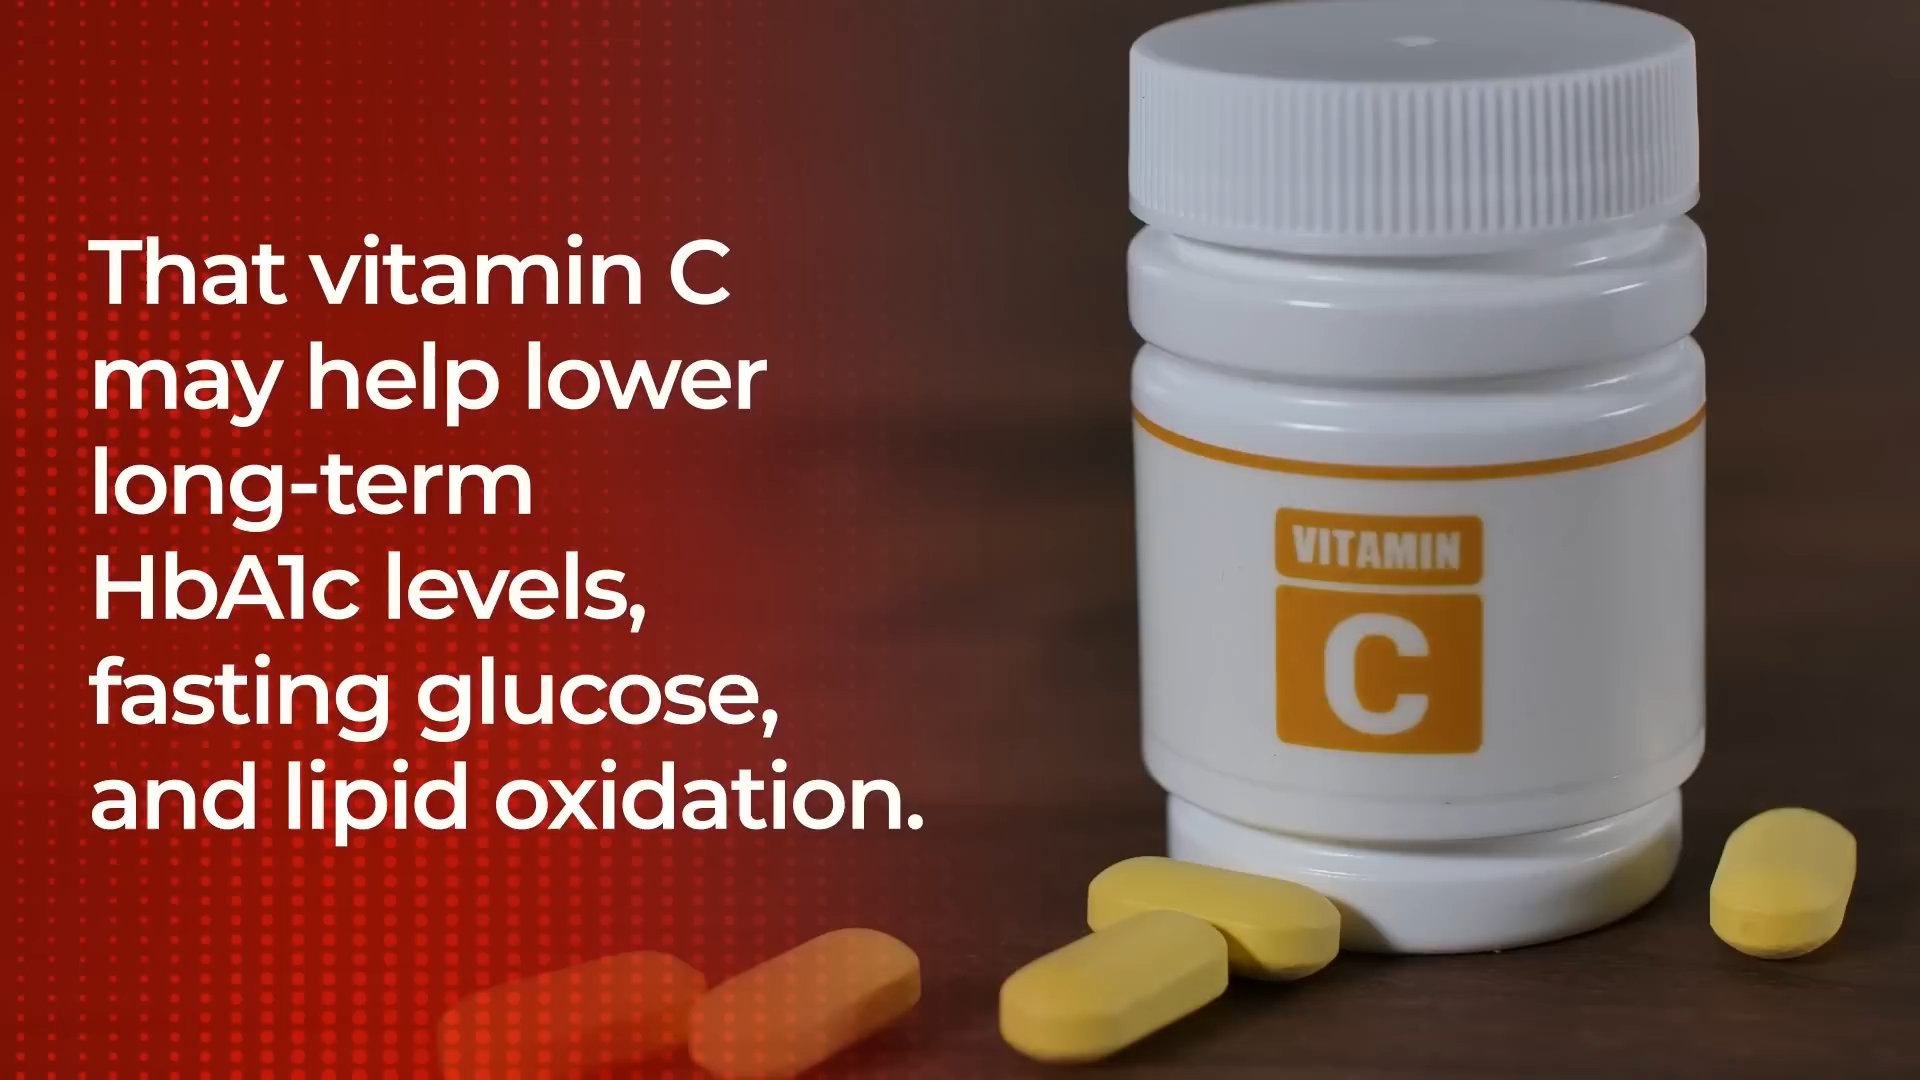 That vitamin C
may help lower
long-term
HbA1c levels,
fasting glucose,
and lipid oxidation.
VITAMIN
C